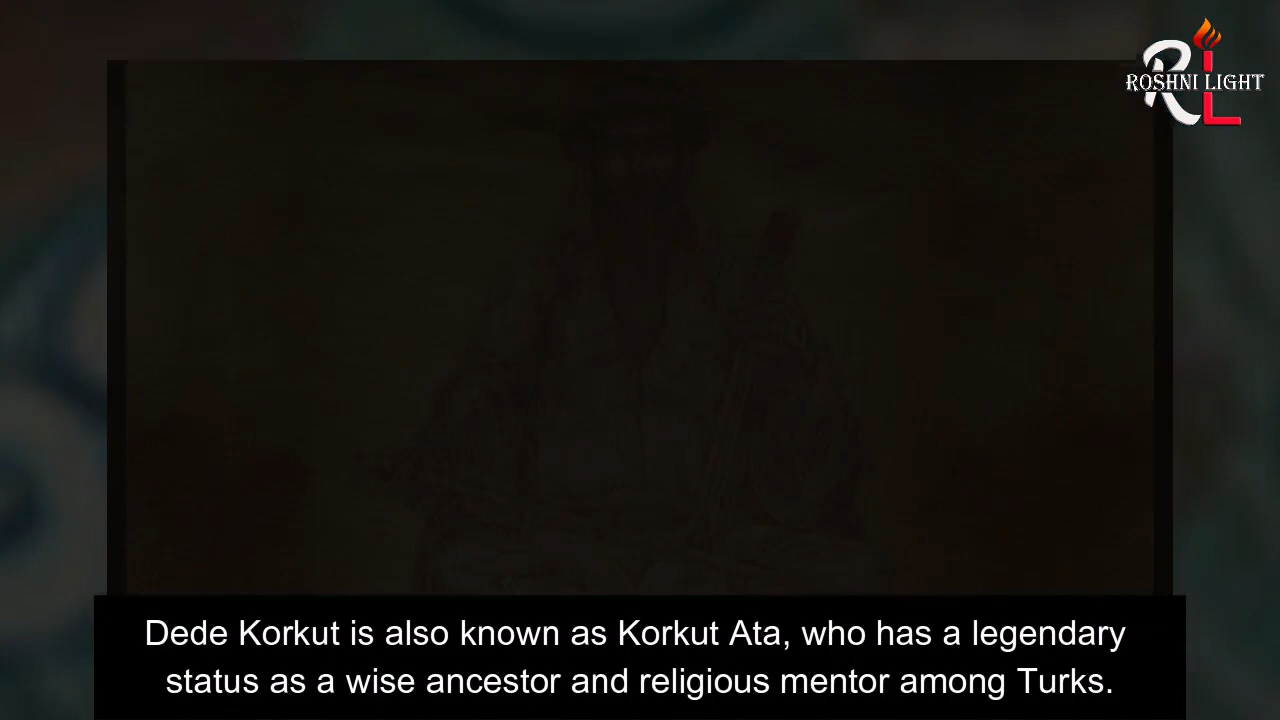 ROSHNI LIGHT
Dede Korkut is also known as Korkut Ata, who has a legendary
status as a wise ancestor and religious mentor among Turks.